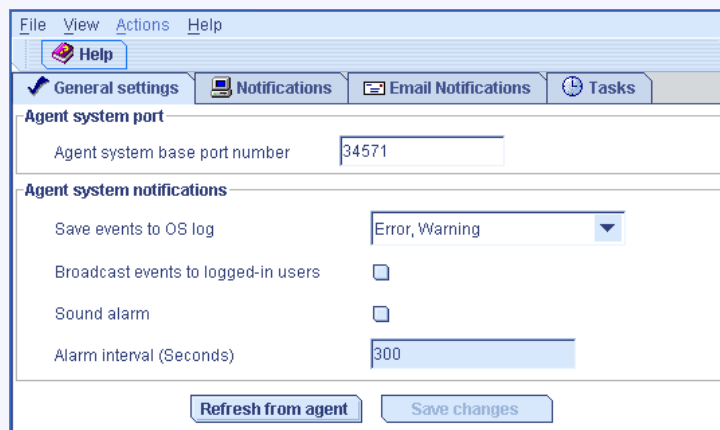 File View Actions Help
Help
General settings Notifications Email Notifications Tasks
Agent system port
Agent system base port number 34571
Agent system notifications
Save events to OS log Error, Warning
Broadcast events to logged-in users
Sound alarm
Alarm interval (Seconds) 300
Refresh from agent Save changes